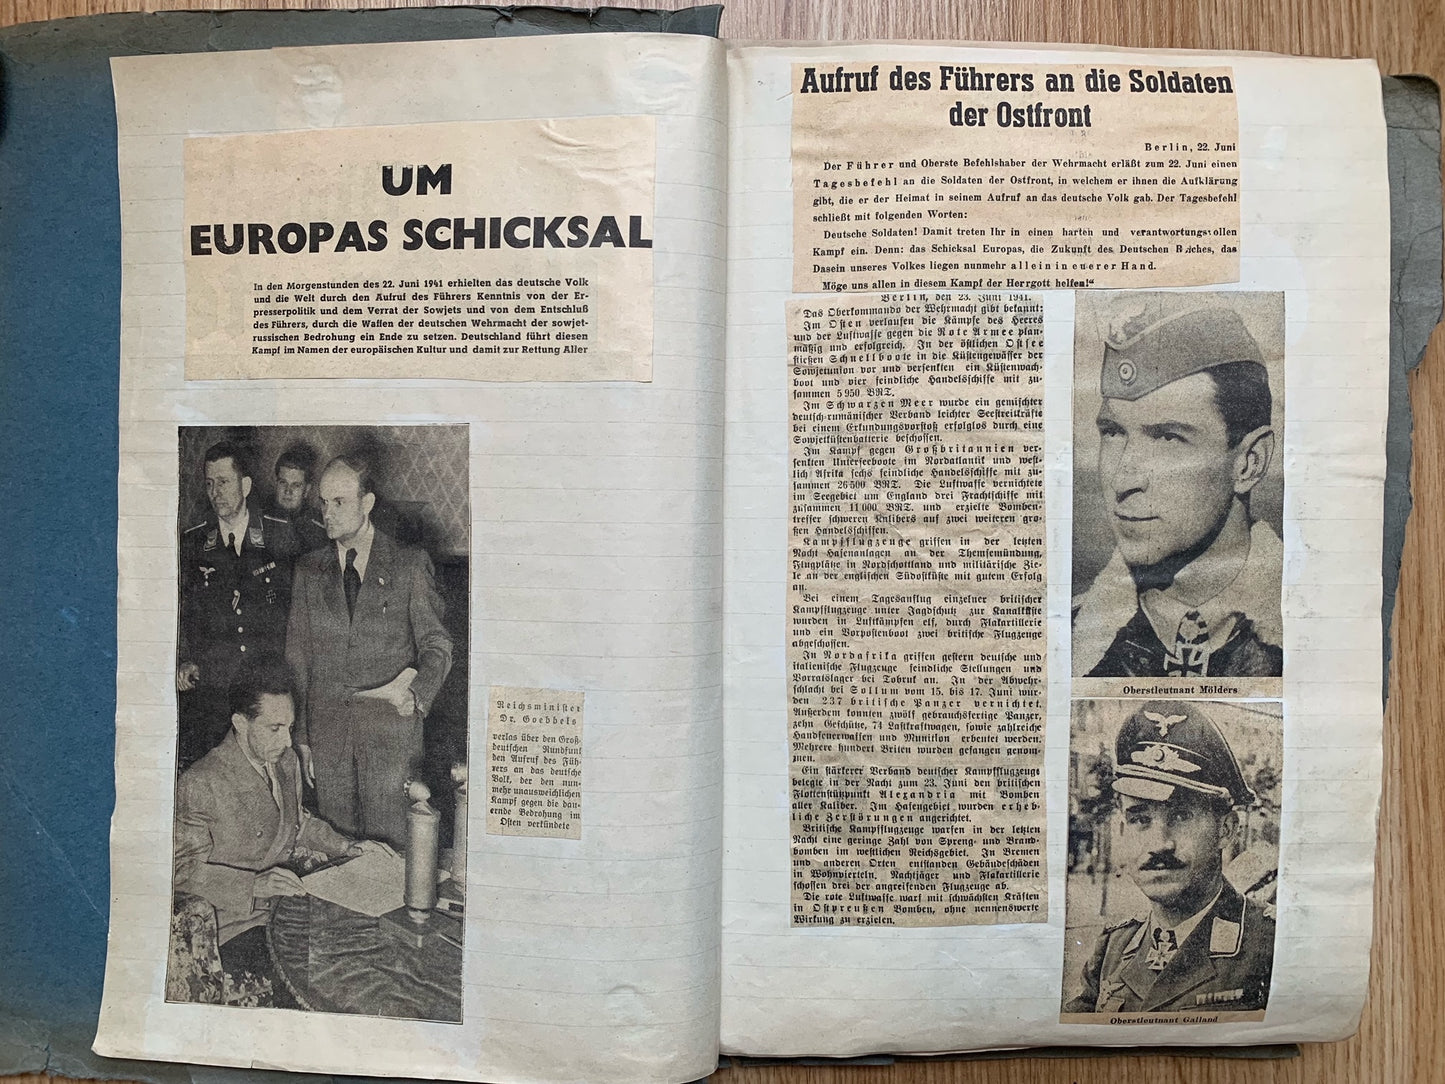 UM
EUROPAS SCHICKSAL
In den Morgenstunden des 22. Juni 1941 erhielten das deutsche Volk
und die Welt durch den Aufruf des Führers Kenntnis von der Er-
presserpolitik und dem Verrat der Sowjets und von dem Entschluß
des Führers, durch die Waffen der deutschen Wehrmacht der sowjet-
russischen Bedrohung ein Ende zu setzen. Deutschland führt diesen
Kampf im Namen der europäischen Kultur und damit zur Rettung Aller
Reichsminister
Dr. Goebbels
verlas über den Groß-
deutschen Rundfunk
den Aufruf des Füh-
rers an das deutsche
Volk, der den nun-
mehr unausweichlichen
Kampf gegen die dau-
ernde Bedrohung im
Osten verkündete
Aufruf des Führers an die Soldaten
der Ostfront
Berlin, 22. Juni
Der Führer und Oberste Befehlshaber der Wehrmacht erläßt zum 22. Juni einen
Tagesbefehl an die Soldaten der Ostfront, in welchem er ihnen die Aufklärung
gibt, die er der Heimat in seinem Aufruf an das deutsche Volk gab. Der Tagesbefehl
schließt mit folgenden Worten:
Deutsche Soldaten! Damit treten Ihr in einen harten und verantwortungsvollen
Kampf ein. Denn: das Schicksal Europas, die Zukunft des Deutschen Reiches, das
Dasein unseres Volkes liegen nunmehr allein in euerer Hand.
Möge uns allen in diesem Kampf der Herrgott helfen!“
Berlin, den 23. Juni 1941.
Das Oberkommando der Wehrmacht gibt bekannt:
Im Osten verlaufen die Kämpfe des Heeres
und der Luftwaffe gegen die Rote Armee plan-
mäßig und erfolgreich. In der östlichen Ostsee
stießen Schnellboote in die Küstengewässer der
Sowjetunion vor und versenkten ein Küstenwach-
boot und vier feindliche Handelsschiffe mit zu-
sammen 5950 BRT.
Im Schwarzen Meer wurde ein gemischter
deutsch-rumänischer Verband leichter Seestreitkräfte
bei einem Erkundungsvorstoß erfolglos durch eine
Sowjetküstenbatterie beschossen.
Im Kampf gegen Großbritannien ver-
senkten Unterseeboote im Nordatlantik und west-
lich Afrika sechs feindliche Handelsschiffe mit zu-
sammen 26500 BRT. Die Luftwaffe vernichtete
im Seegebiet um England drei Frachtschiffe mit
zusammen 11000 BRT. und erzielte Bomben-
treffer schweren Kalibers auf zwei weiteren gro-
ßen Handelsschiffen.
Kampfflugzeuge griffen in der letzten
Nacht Hafenanlagen an der Themsemündung,
Flugplätze in Nordschottland und militärische Zie-
le an der englischen Südostküste mit gutem Erfolg
an.
Bei einem Tagesanflug einzelner britischer
Kampfflugzeuge unter Jagdschutz zur Kanalküste
wurden in Luftkämpfen elf, durch Flakartillerie
und ein Vorpostenboot zwei britische Flugzeuge
abgeschossen.
In Nordafrika griffen gestern deutsche und
italienische Flugzeuge feindliche Stellungen und
Vorratslager bei Tobruk an. In der Abwehr-
schlacht bei Sollum vom 15. bis 17. Juni wur-
den 237 britische Panzer vernichtet.
Außerdem konnten zwölf gebrauchsfertige Panzer,
zehn Geschütze, 74 Lastkraftwagen, sowie zahlreiche
Handfeuerwaffen und Munition erbeutet werden.
Mehrere hundert Briten wurden gefangen genom-
men.
Ein stärkerer Verband deutscher Kampfflugzeuge
belegte in der Nacht zum 23. Juni den britischen
Flottenstützpunkt Alexandria mit Bomben
aller Kaliber. Im Hafengebiet wurden erheb-
liche Zerstörungen angerichtet.
Britische Kampfflugzeuge warfen in der letzten
Nacht eine geringe Zahl von Spreng- und Brand-
bomben im westlichen Reichsgebiet. In Bremen
und anderen Orten entstanden Gebäudeschäden
in Wohnvierteln. Nachtjäger und Flakartillerie
schossen drei der angreifenden Flugzeuge ab.
Die rote Luftwaffe warf mit schwächsten Kräften
in Ostpreußen Bomben, ohne nennenswerte
Wirkung zu erzielen.
Oberstleutnant Mölders
Oberstleutnant Galland